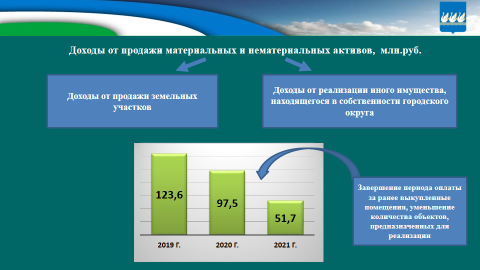 Доходы от продажи материальных и нематериальных активов, млн.руб.
Доходы от продажи земельных
участков
Доходы от реализации иного имущества,
находящегося в собственности городского
округа
123,6
97,5
51,7
2019 Г.
2020 Г.
2021 Г.
Завершение периода оплаты
за ранее выкупленные
помещения, уменьшение
количества объектов,
предназначенных для
реализации